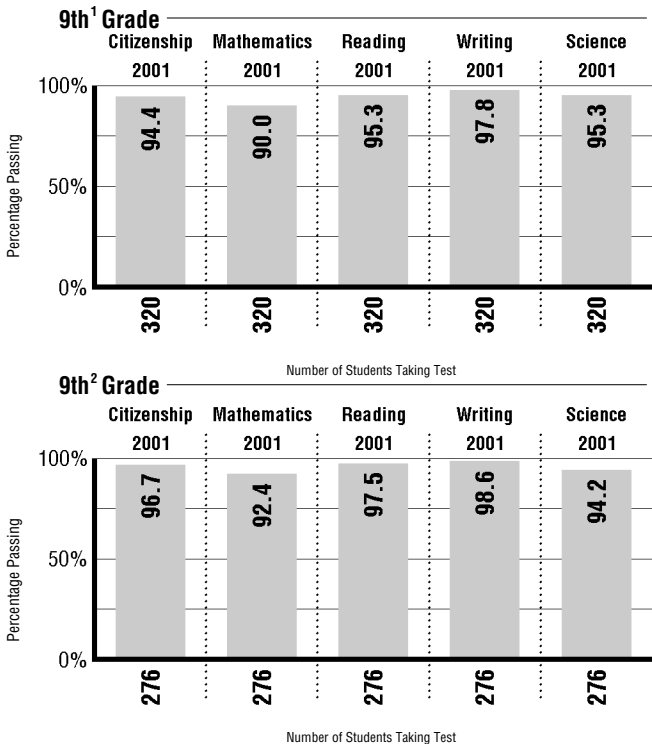 9th¹ Grade
Citizenship Mathematics Reading Writing Science
2001 2001 2001 2001 2001
100%
94.4 90.0 95.3 97.8 95.3
Percentage Passing
50%
0%
320 320 320 320 320
Number of Students Taking Test
9th² Grade
Citizenship Mathematics Reading Writing Science
2001 2001 2001 2001 2001
100%
96.7 92.4 97.5 98.6 94.2
Percentage Passing
50%
0%
276 276 276 276 276
Number of Students Taking Test